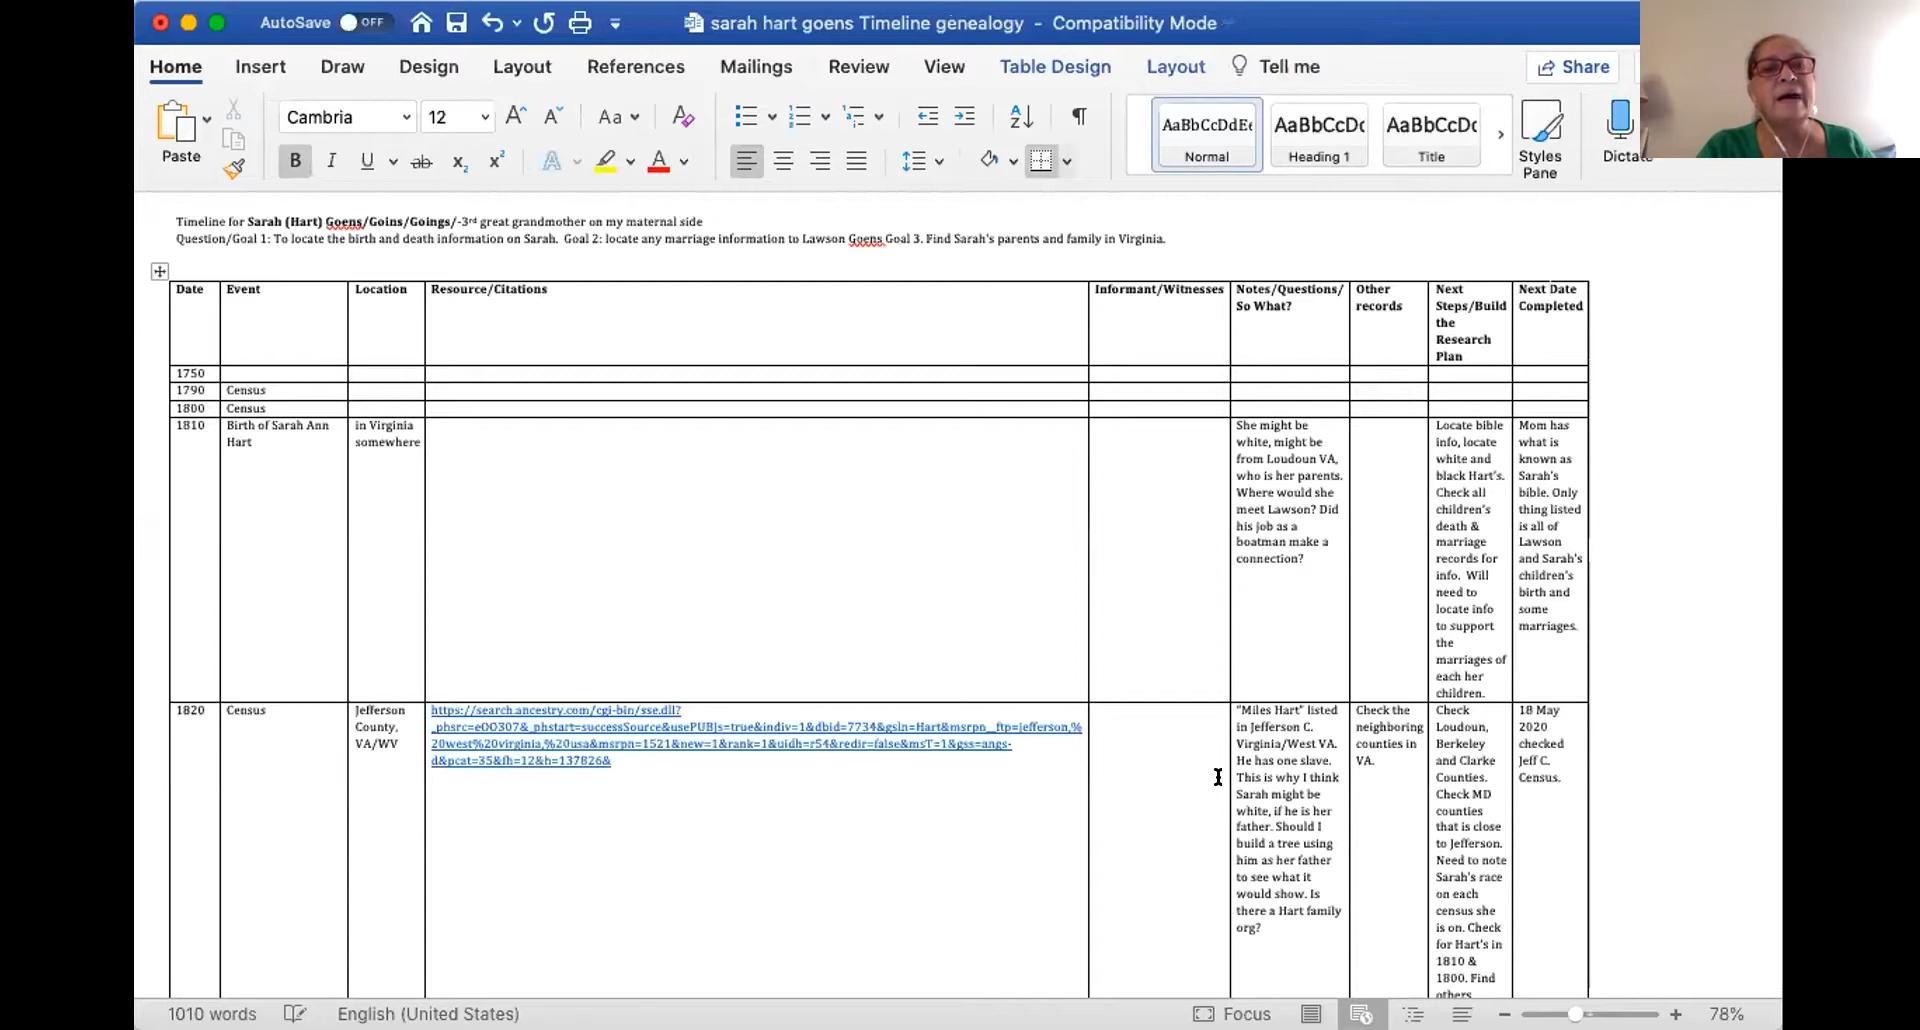 AutoSave OFF
sarah hart goens Timeline genealogy - Compatibility Mode
Home Insert Draw Design Layout References Mailings Review View Table Design Layout Tell me Share
Paste
Cambria 12
Aa
AaBbCcDdEe AaBbCcDc AaBbCcDc
Normal Heading 1 Title
Styles Pane
Dictate
Timeline for Sarah (Hart) Goens/Goins/Goings/-3rd great grandmother on my maternal side
Question/Goal 1: To locate the birth and death information on Sarah. Goal 2: locate any marriage information to Lawson Goens Goal 3. Find Sarah's parents and family in Virginia.
Date
Event
Location
Resource/Citations
Informant/Witnesses
Notes/Questions/
So What?
Other
records
Next
Steps/Build
the
Research
Plan
Next Date
Completed
1750
1790 Census
1800 Census
1810
Birth of Sarah Ann
Hart
in Virginia
somewhere
She might be
white, might be
from Loudoun VA,
who is her parents.
Where would she
meet Lawson? Did
his job as a
boatman make a
connection?
Locate bible
info, locate
white and
black Hart's.
Check all
children's
death &
marriage
records for
info. Will
need to
locate info
to support
the
marriages of
each her
children.
Mom has
what is
known as
Sarah's
bible. Only
thing listed
is all of
Lawson
and Sarah's
children's
birth and
some
marriages.
1820
Census
Jefferson
County,
VA/WV
https://search.ancestry.com/cgi-bin/sse.dll?
_phsrc=eOO307&_phstart=successSource&usePUBJs=true&indiv=1&dbid=7734&gsln=Hart&msrpn__ftp=jefferson,%
20west%20virginia,%20usa&msrpn=1521&new=1&rank=1&uidh=r54&redir=false&msT=1&gss=angs-
d&pcat=35&fh=12&h=137826&
"Miles Hart" listed
in Jefferson C.
Virginia/West VA.
He has one slave.
This is why I think
Sarah might be
white, if he is her
father. Should I
build a tree using
him as her father
to see what it
would show. Is
there a Hart family
org?
Check the
neighboring
counties in
VA.
Check
Loudoun,
Berkeley
and Clarke
Counties.
Check MD
counties
that is close
to Jefferson.
Need to note
Sarah's race
on each
census she
is on. Check
for Hart's in
1810 &
1800. Find
others
18 May
2020
checked
Jeff C.
Census.
1010 words English (United States) Focus 78%